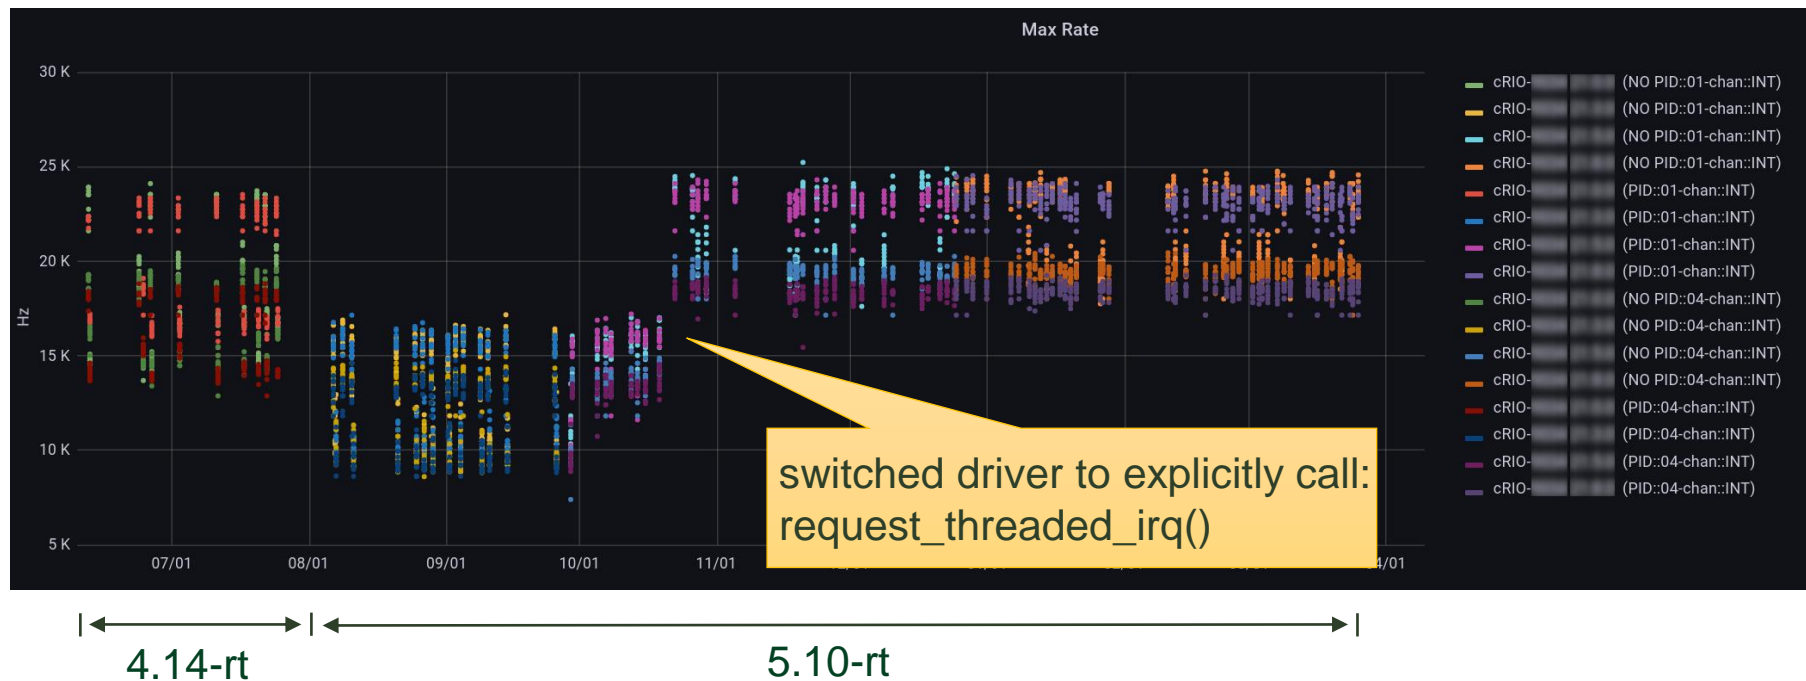 Max Rate
30 K
25 K
20 K
15 K
10 K
5 K
Hz
07/01
08/01
09/01
10/01
11/01
4/01
cRIO- (NO PID::01-chan::INT)
cRIO- (NO PID::01-chan::INT)
cRIO- (NO PID::01-chan::INT)
cRIO- (NO PID::01-chan::INT)
cRIO- (PID::01-chan::INT)
cRIO- (PID::01-chan::INT)
cRIO- (PID::01-chan::INT)
cRIO- (PID::01-chan::INT)
cRIO- (NO PID::04-chan::INT)
cRIO- (NO PID::04-chan::INT)
cRIO- (NO PID::04-chan::INT)
cRIO- (NO PID::04-chan::INT)
cRIO- (PID::04-chan::INT)
cRIO- (PID::04-chan::INT)
cRIO- (PID::04-chan::INT)
cRIO- (PID::04-chan::INT)
switched driver to explicitly call:
request_threaded_irq()
4.14-rt
5.10-rt